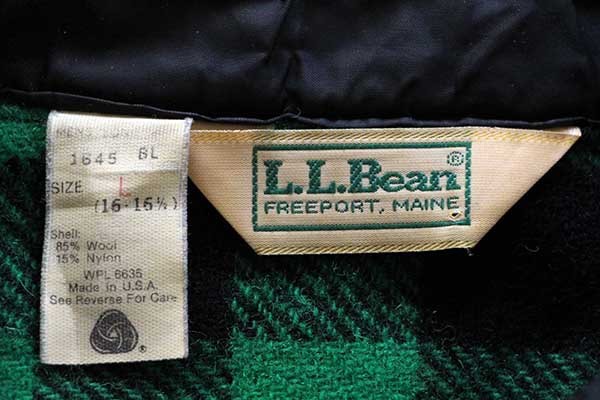 1645 BL
SIZE L
(16-16½)
Shell:
85% Wool
15% Nylon
WPL 6635
Made in U.S.A.
See Reverse For Care
®
L.L.Bean®
FREEPORT, MAINE